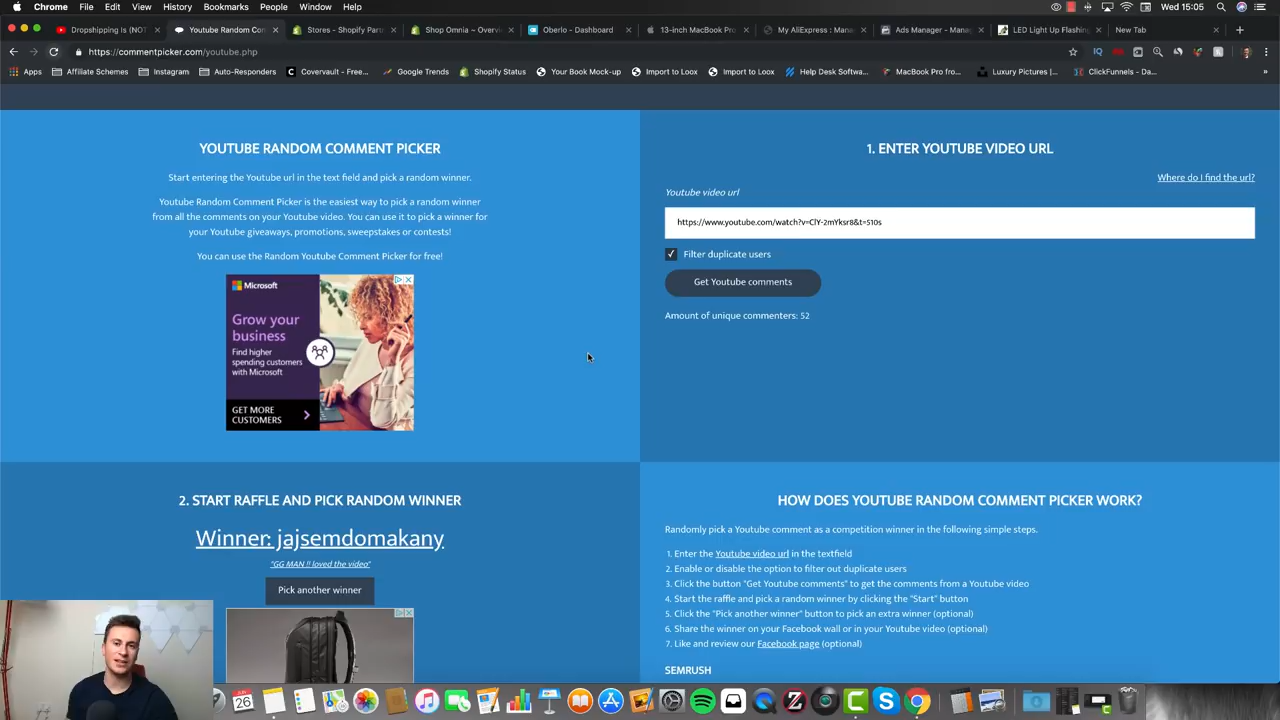 Chrome File Edit View History Bookmarks People Window Help Wed 15:05
Dropshipping Is (NOT Youtube Random Con Stores - Shopify Part Shop Omnia ~ Overvi Oberlo - Dashboard 13-inch MacBook Pro My AliExpress : Mana Ads Manager - Mana LED Light Up Flashing New Tab
https://commentpicker.com/youtube.php
Apps Affiliate Schemes Instagram Auto-Responders Covervault - Free... Google Trends Shopify Status Your Book Mock-up Import to Loox Import to Loox Help Desk Softwa... MacBook Pro from... Luxury Pictures |... ClickFunnels - Da...
YOUTUBE RANDOM COMMENT PICKER
Start entering the Youtube url in the text field and pick a random winner.
Youtube Random Comment Picker is the easiest way to pick a random winner
from all the comments on your Youtube video. You can use it to pick a winner for
your Youtube giveaways, promotions, sweepstakes or contests!
You can use the Random Youtube Comment Picker for free!
Microsoft
Grow your
business
Find higher
spending customers
with Microsoft
GET MORE
CUSTOMERS
1. ENTER YOUTUBE VIDEO URL
Where do I find the url?
Youtube video url
https://www.youtube.com/watch?v=ClY-2mYksr8&t=510s
Filter duplicate users
Get Youtube comments
Amount of unique commenters: 52
2. START RAFFLE AND PICK RANDOM WINNER
Winner: jajsemdomakany
"GG MAN !! loved the video"
Pick another winner
HOW DOES YOUTUBE RANDOM COMMENT PICKER WORK?
Randomly pick a Youtube comment as a competition winner in the following simple steps.
1. Enter the Youtube video url in the textfield
2. Enable or disable the option to filter out duplicate users
3. Click the button "Get Youtube comments" to get the comments from a Youtube video
4. Start the raffle and pick a random winner by clicking the "Start" button
5. Click the "Pick another winner" button to pick an extra winner (optional)
6. Share the winner on your Facebook wall or in your Youtube video (optional)
7. Like and review our Facebook page (optional)
SEMRUSH
26